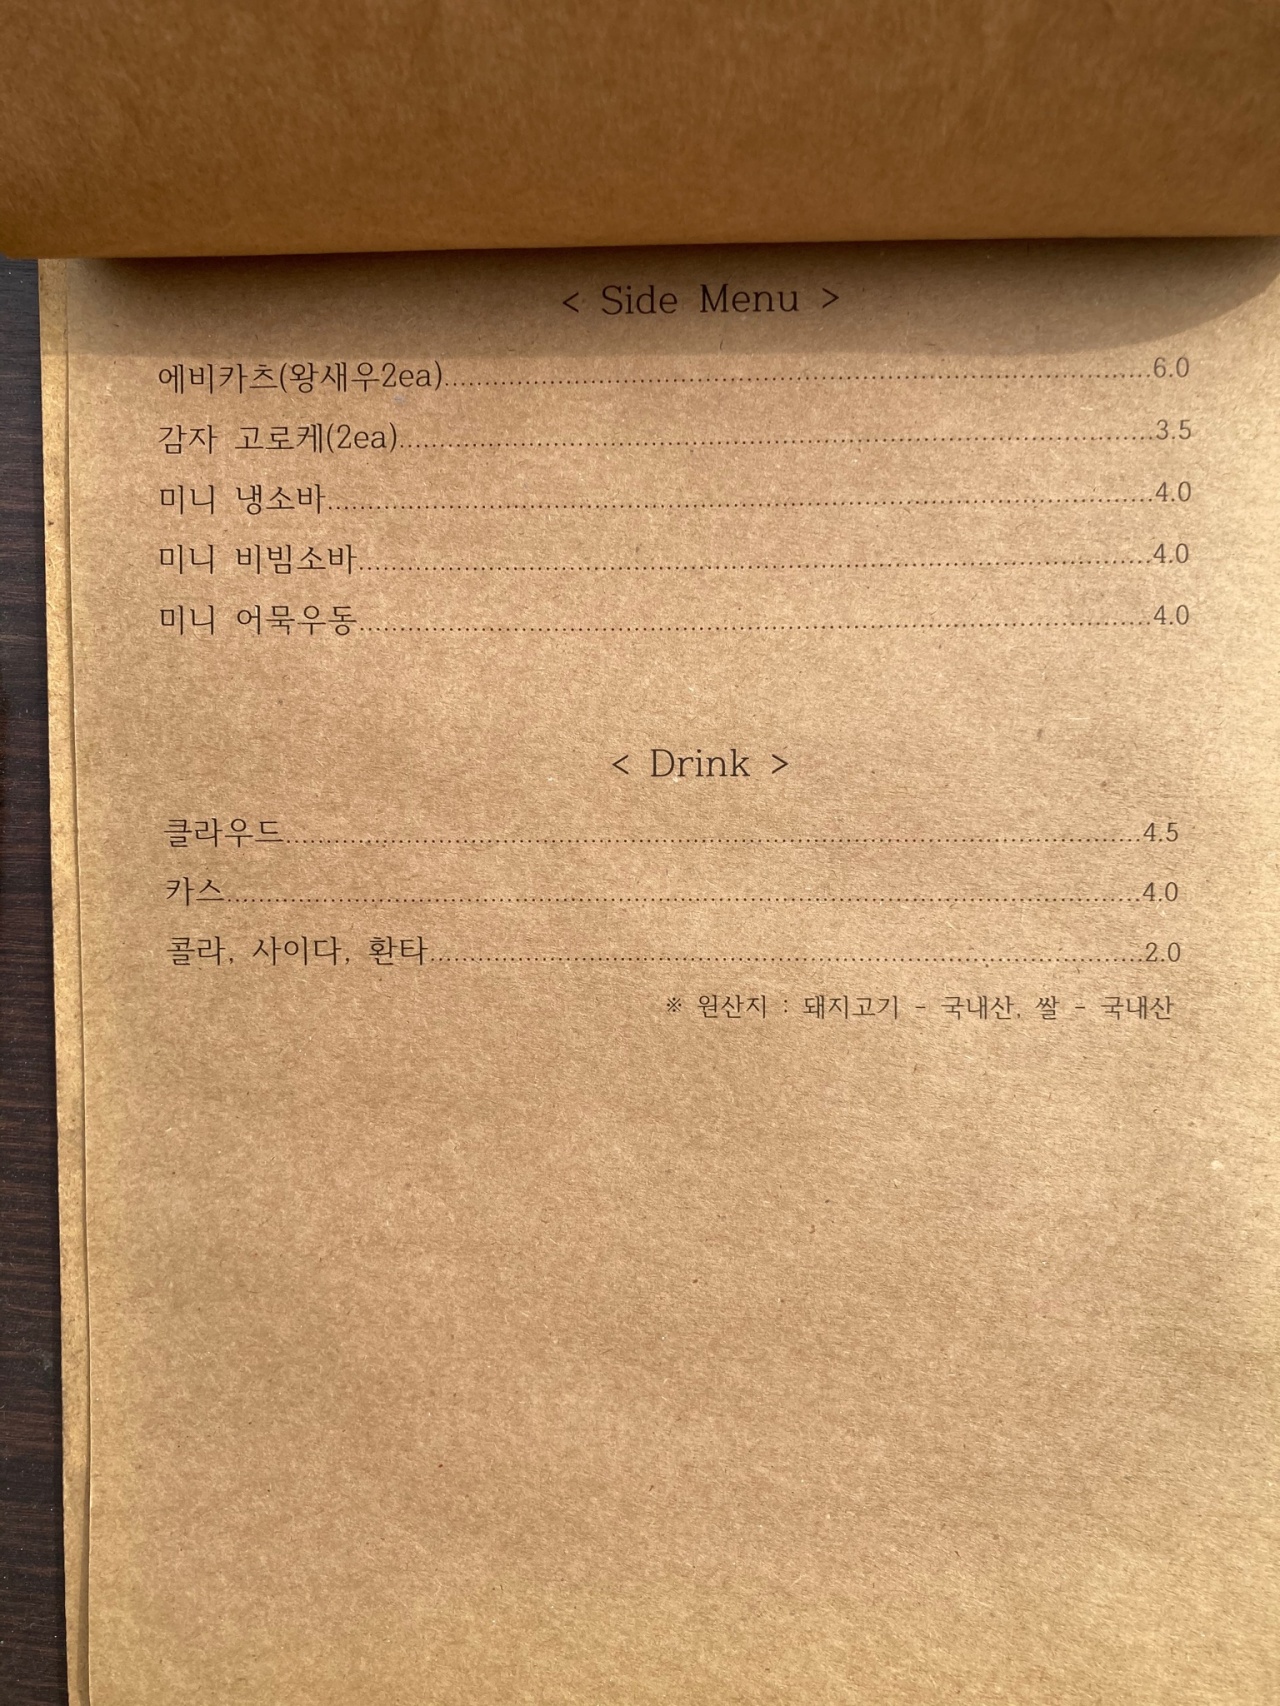 < Side Menu >
에비카츠(왕새우2ea)........................................................................................6.0
감자 고로케(2ea)........................................................................................3.5
미니 냉소바........................................................................................4.0
미니 비빔소바........................................................................................4.0
미니 어묵우동........................................................................................4.0
< Drink >
클라우드........................................................................................4.5
카스........................................................................................4.0
콜라, 사이다, 환타........................................................................................2.0
※ 원산지 : 돼지고기 - 국내산, 쌀 - 국내산